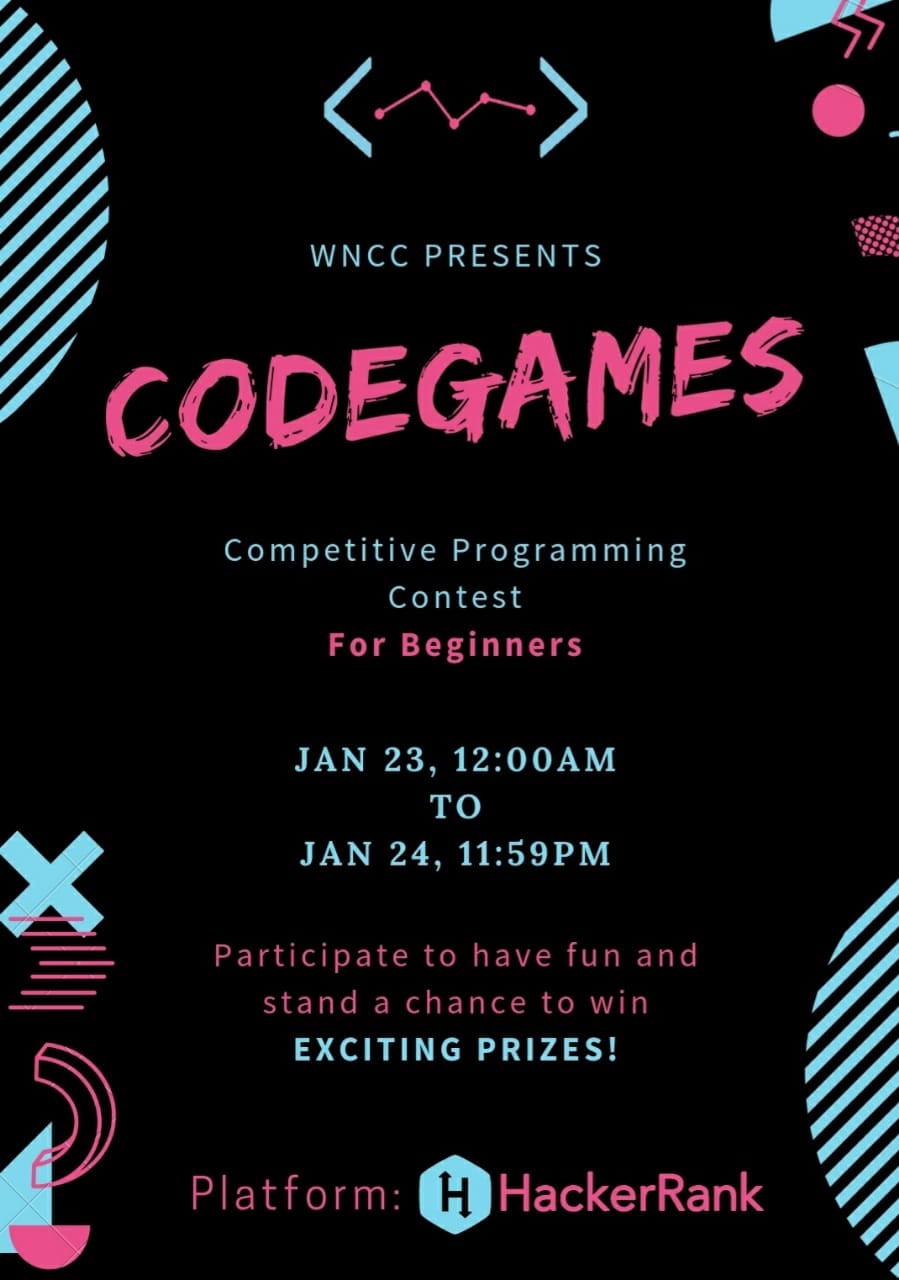 WNCC PRESENTS
CODEGAMES
Competitive Programming
Contest
For Beginners
JAN 23, 12:00AM
TO
JAN 24, 11:59PM
Participate to have fun and
stand a chance to win
EXCITING PRIZES!
Platform: H HackerRank